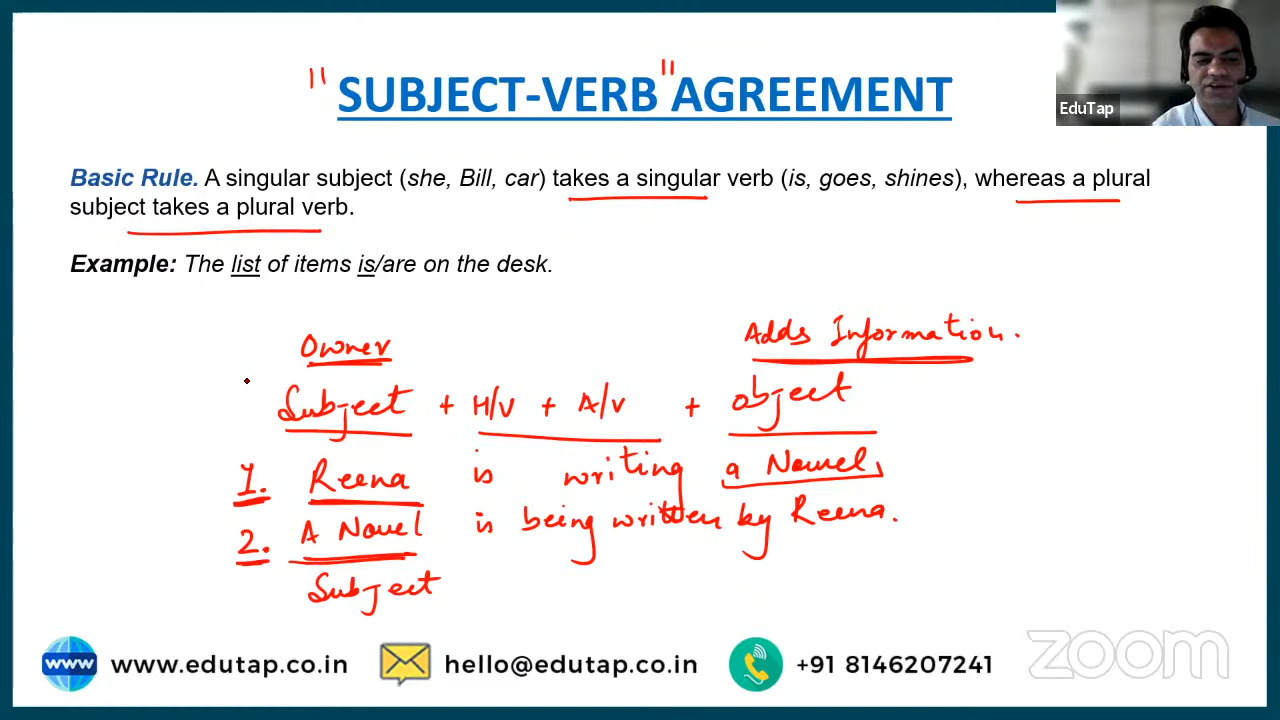 "SUBJECT-VERB" AGREEMENT
EduTap
Basic Rule. A singular subject (she, Bill, car) takes a singular verb (is, goes, shines), whereas a plural
subject takes a plural verb.
Example: The list of items is/are on the desk.
Owner
Adds Information.
Subject + H/V + A/V + object
1. Reena is writing a Novel.
2. A Novel is being written by Reena.
Subject
www www.edutap.co.in hello@edutap.co.in +91 8146207241 zoom